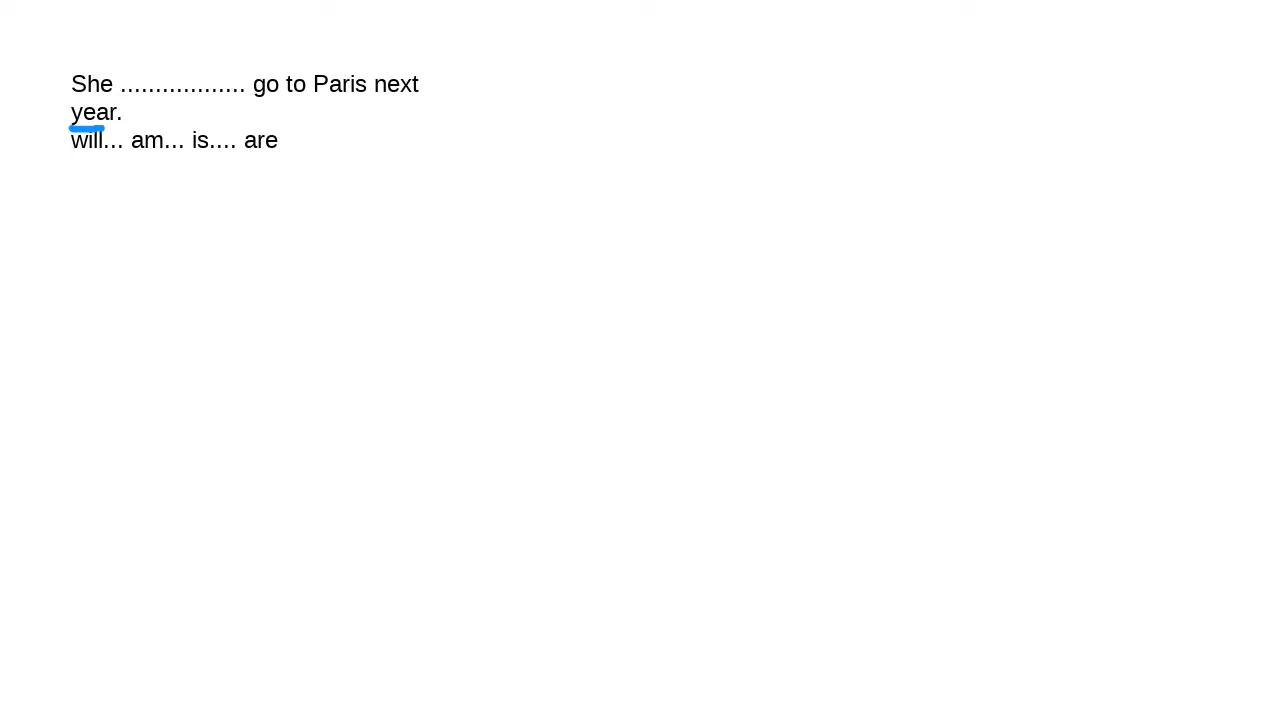 She .................. go to Paris next
year.
will... am... is.... are